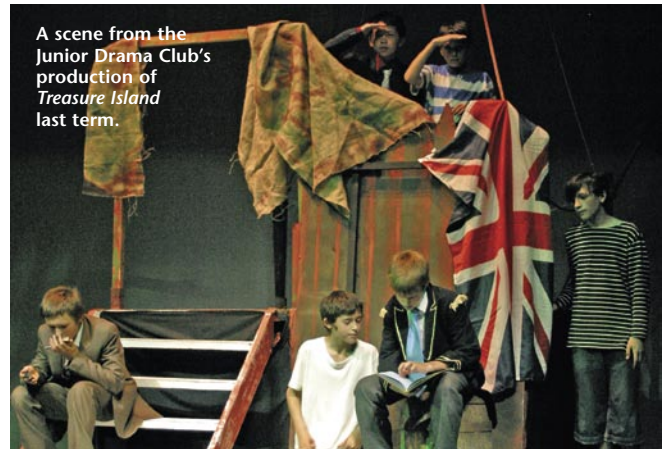 A scene from the
Junior Drama Club's
production of
Treasure Island
last term.